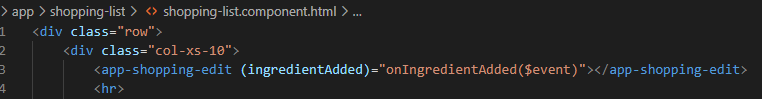 > app > shopping-list > <> shopping-list.component.html > ...
1 <div class="row">
2 <div class="col-xs-10">
3 <app-shopping-edit (ingredientAdded)="onIngredientAdded($event)"></app-shopping-edit>
4 <hr>